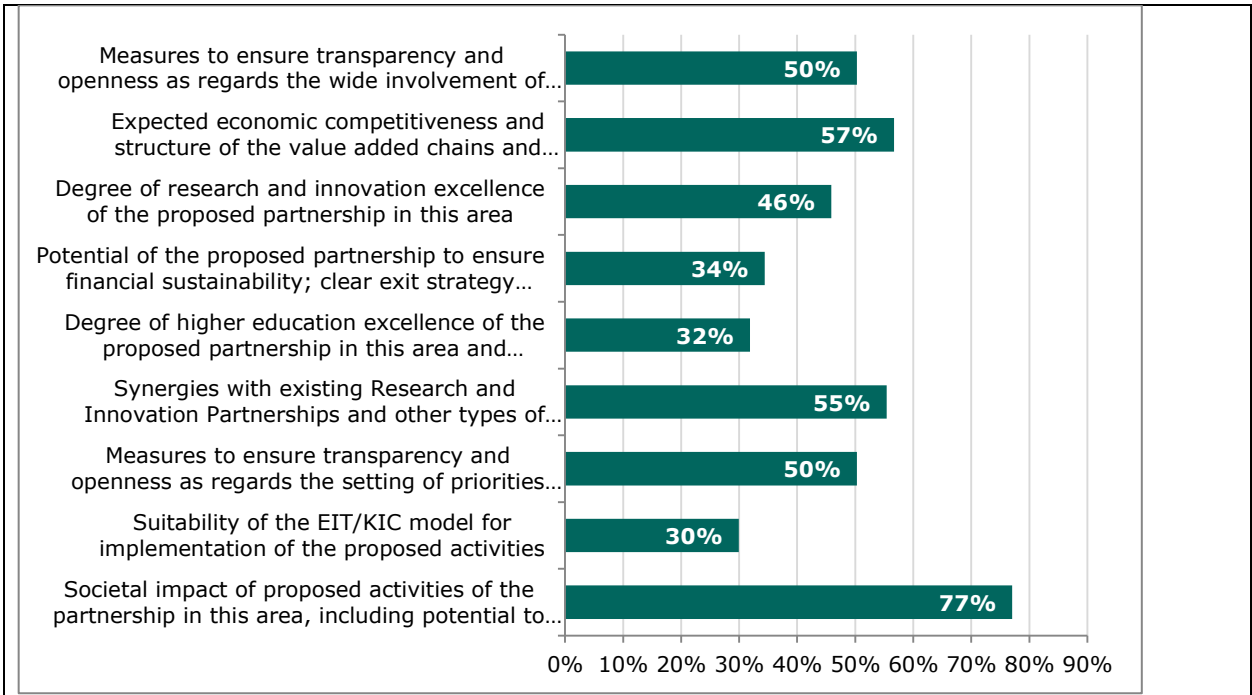 Measures to ensure transparency and
openness as regards the wide involvement of...
50%
Expected economic competitiveness and
structure of the value added chains and...
57%
Degree of research and innovation excellence
of the proposed partnership in this area
46%
Potential of the proposed partnership to ensure
financial sustainability; clear exit strategy...
34%
Degree of higher education excellence of the
proposed partnership in this area and...
32%
Synergies with existing Research and
Innovation Partnerships and other types of...
55%
Measures to ensure transparency and
openness as regards the setting of priorities...
50%
Suitability of the EIT/KIC model for
implementation of the proposed activities
30%
Societal impact of proposed activities of the
partnership in this area, including potential to...
77%
0% 10% 20% 30% 40% 50% 60% 70% 80% 90%